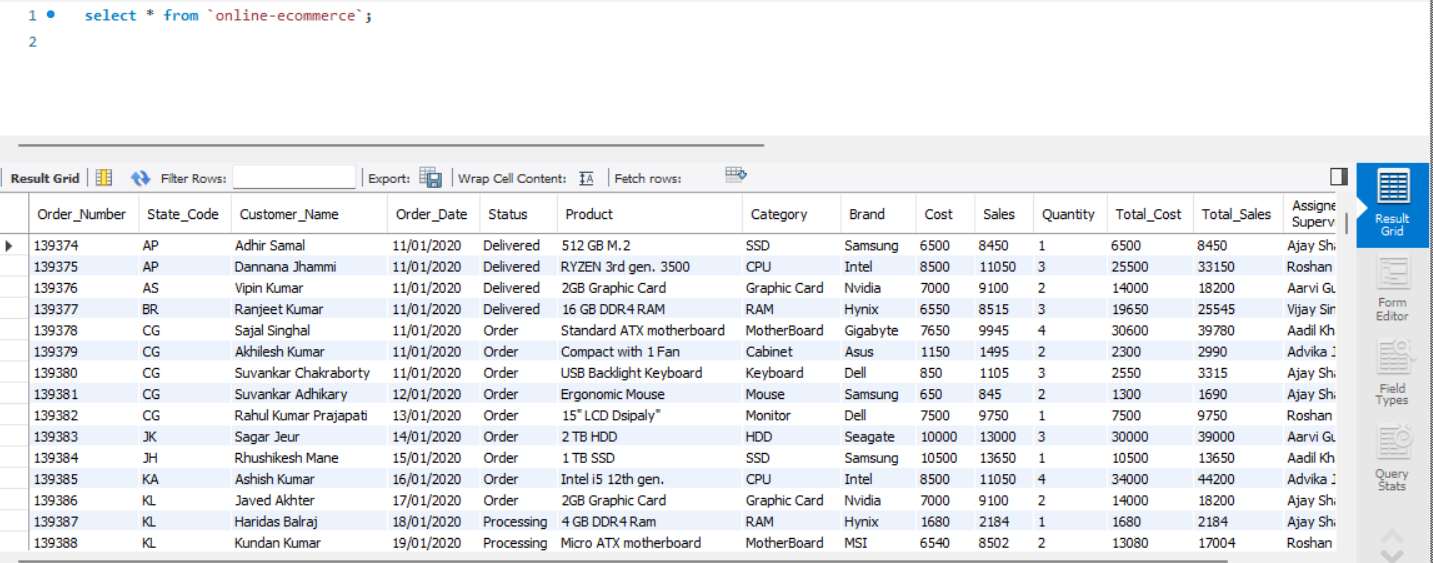 1 select * from `online-ecommerce`;
2
Result Grid Filter Rows: Export: Wrap Cell Content: Fetch rows:
Order_Number State_Code Customer_Name Order_Date Status Product Category Brand Cost Sales Quantity Total_Cost Total_Sales Assigne Superv
139374 AP Adhir Samal 11/01/2020 Delivered 512 GB M.2 SSD Samsung 6500 8450 1 6500 8450 Ajay Sha
139375 AP Dannana Jhammi 11/01/2020 Delivered RYZEN 3rd gen. 3500 CPU Intel 8500 11050 3 25500 33150 Roshan
139376 AS Vipin Kumar 11/01/2020 Delivered 2GB Graphic Card Graphic Card Nvidia 7000 9100 2 14000 18200 Aarvi Gu
139377 BR Ranjeet Kumar 11/01/2020 Delivered 16 GB DDR4 RAM RAM Hynix 6550 8515 3 19650 25545 Vijay Sin
139378 CG Sajal Singhal 11/01/2020 Order Standard ATX motherboard MotherBoard Gigabyte 7650 9945 4 30600 39780 Aadil Kh
139379 CG Akhilesh Kumar 11/01/2020 Order Compact with 1 Fan Cabinet Asus 1150 1495 2 2300 2990 Advika J
139380 CG Suvankar Chakraborty 11/01/2020 Order USB Backlight Keyboard Keyboard Dell 850 1105 3 2550 3315 Ajay Sha
139381 CG Suvankar Adhikary 12/01/2020 Order Ergonomic Mouse Mouse Samsung 650 845 2 1300 1690 Ajay Sha
139382 CG Rahul Kumar Prajapati 13/01/2020 Order 15" LCD Dsipaly" Monitor Dell 7500 9750 1 7500 9750 Roshan
139383 JK Sagar Jeur 14/01/2020 Order 2 TB HDD HDD Seagate 10000 13000 3 30000 39000 Aarvi Gu
139384 JH Rhushikesh Mane 15/01/2020 Order 1 TB SSD SSD Samsung 10500 13650 1 10500 13650 Aadil Kh
139385 KA Ashish Kumar 16/01/2020 Order Intel i5 12th gen. CPU Intel 8500 11050 4 34000 44200 Advika J
139386 KL Javed Akhter 17/01/2020 Order 2GB Graphic Card Graphic Card Nvidia 7000 9100 2 14000 18200 Ajay Sha
139387 KL Haridas Balraj 18/01/2020 Processing 4 GB DDR4 Ram RAM Hynix 1680 2184 1 1680 2184 Ajay Sha
139388 KL Kundan Kumar 19/01/2020 Processing Micro ATX motherboard MotherBoard MSI 6540 8502 2 13080 17004 Roshan
Result
Grid
Form
Editor
Field
Types
Query
Stats